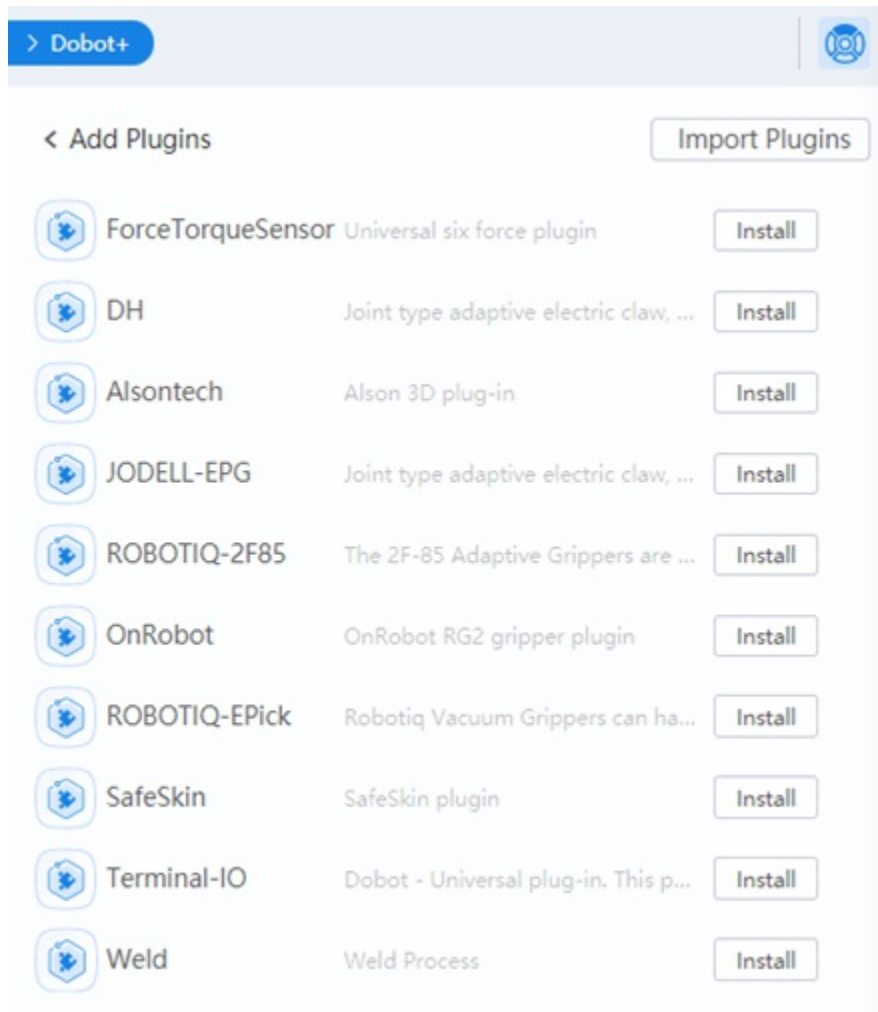 > Dobot+
< Add Plugins Import Plugins
ForceTorqueSensor Universal six force plugin Install
DH Joint type adaptive electric claw, ... Install
Alsontech Alson 3D plug-in Install
JODELL-EPG Joint type adaptive electric claw, ... Install
ROBOTIQ-2F85 The 2F-85 Adaptive Grippers are ... Install
OnRobot OnRobot RG2 gripper plugin Install
ROBOTIQ-EPick Robotiq Vacuum Grippers can ha... Install
SafeSkin SafeSkin plugin Install
Terminal-IO Dobot - Universal plug-in. This p... Install
Weld Weld Process Install